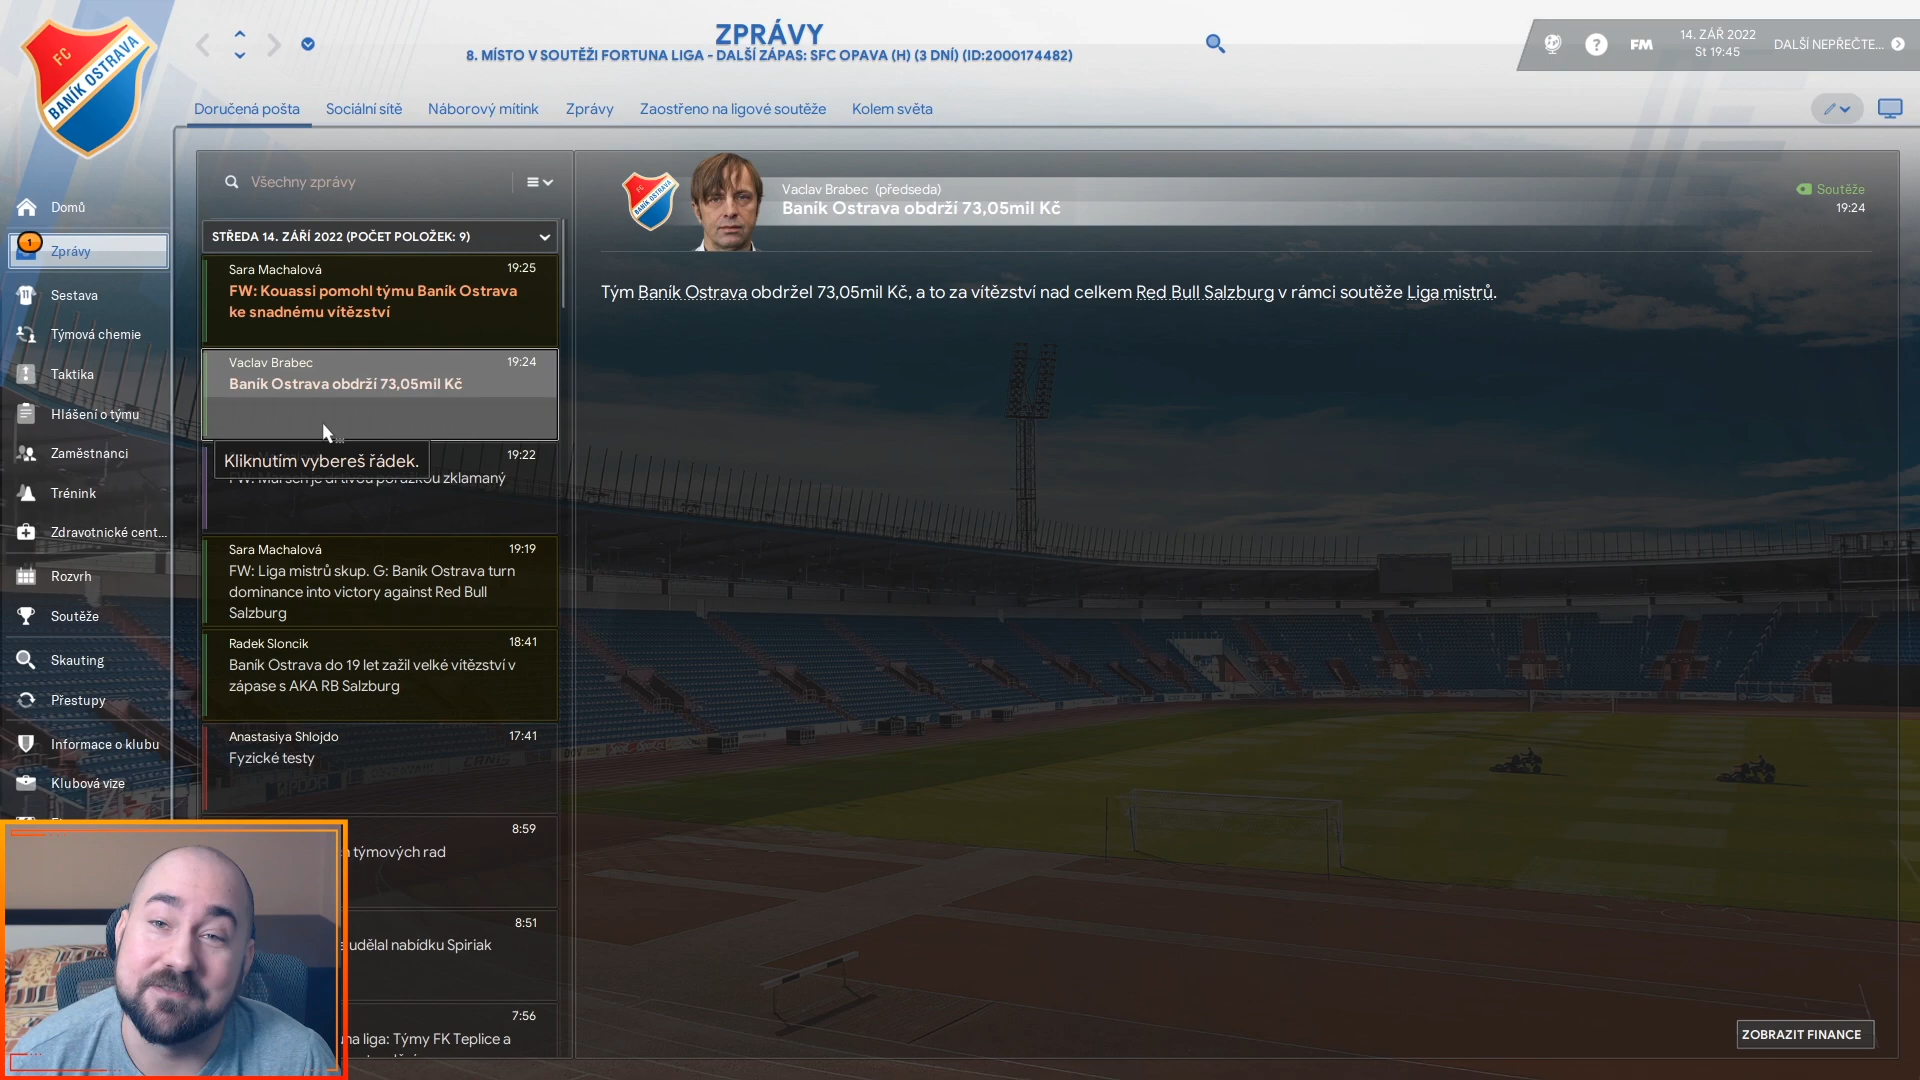 ZPRÁVY
8. MÍSTO V SOUTĚŽI FORTUNA LIGA - DALŠÍ ZÁPAS: SFC OPAVA (H) (3 DNÍ) (ID:2000174482)
FM
14. ZÁŘ 2022
St 19:45
DALŠÍ NEPŘEČTE...
FC
BANÍK OSTRAVA
Doručená pošta
Sociální sítě
Náborový mítink
Zprávy
Zaostřeno na ligové soutěže
Kolem světa
Domů
1
Zprávy
Sestava
Týmová chemie
Taktika
Hlášení o týmu
Zaměstnanci
Trénink
Zdravotnické cent...
Rozvrh
Soutěže
Skauting
Přestupy
Informace o klubu
Klubová vize
Všechny zprávy
STŘEDA 14. ZÁŘÍ 2022 (POČET POLOŽEK: 9)
Sara Machalová 19:25
FW: Kouassi pomohl týmu Baník Ostrava
ke snadnému vítězství
Vaclav Brabec 19:24
Baník Ostrava obdrží 73,05mil Kč
Kliknutím vybereš řádek.
19:22
zklamaný
Sara Machalová 19:19
FW: Liga mistrů skup. G: Baník Ostrava turn
dominance into victory against Red Bull
Salzburg
Radek Sloncik 18:41
Baník Ostrava do 19 let zažil velké vítězství v
zápase s AKA RB Salzburg
Anastasiya Shlojdo 17:41
Fyzické testy
8:59
týmových rad
8:51
udělal nabídku Spiriak
7:56
liga: Týmy FK Teplice a
Vaclav Brabec (předseda)
Baník Ostrava obdrží 73,05mil Kč
Soutěže
19:24
Tým Baník Ostrava obdržel 73,05mil Kč, a to za vítězství nad celkem Red Bull Salzburg v rámci soutěže Liga mistrů.
ZOBRAZIT FINANCE